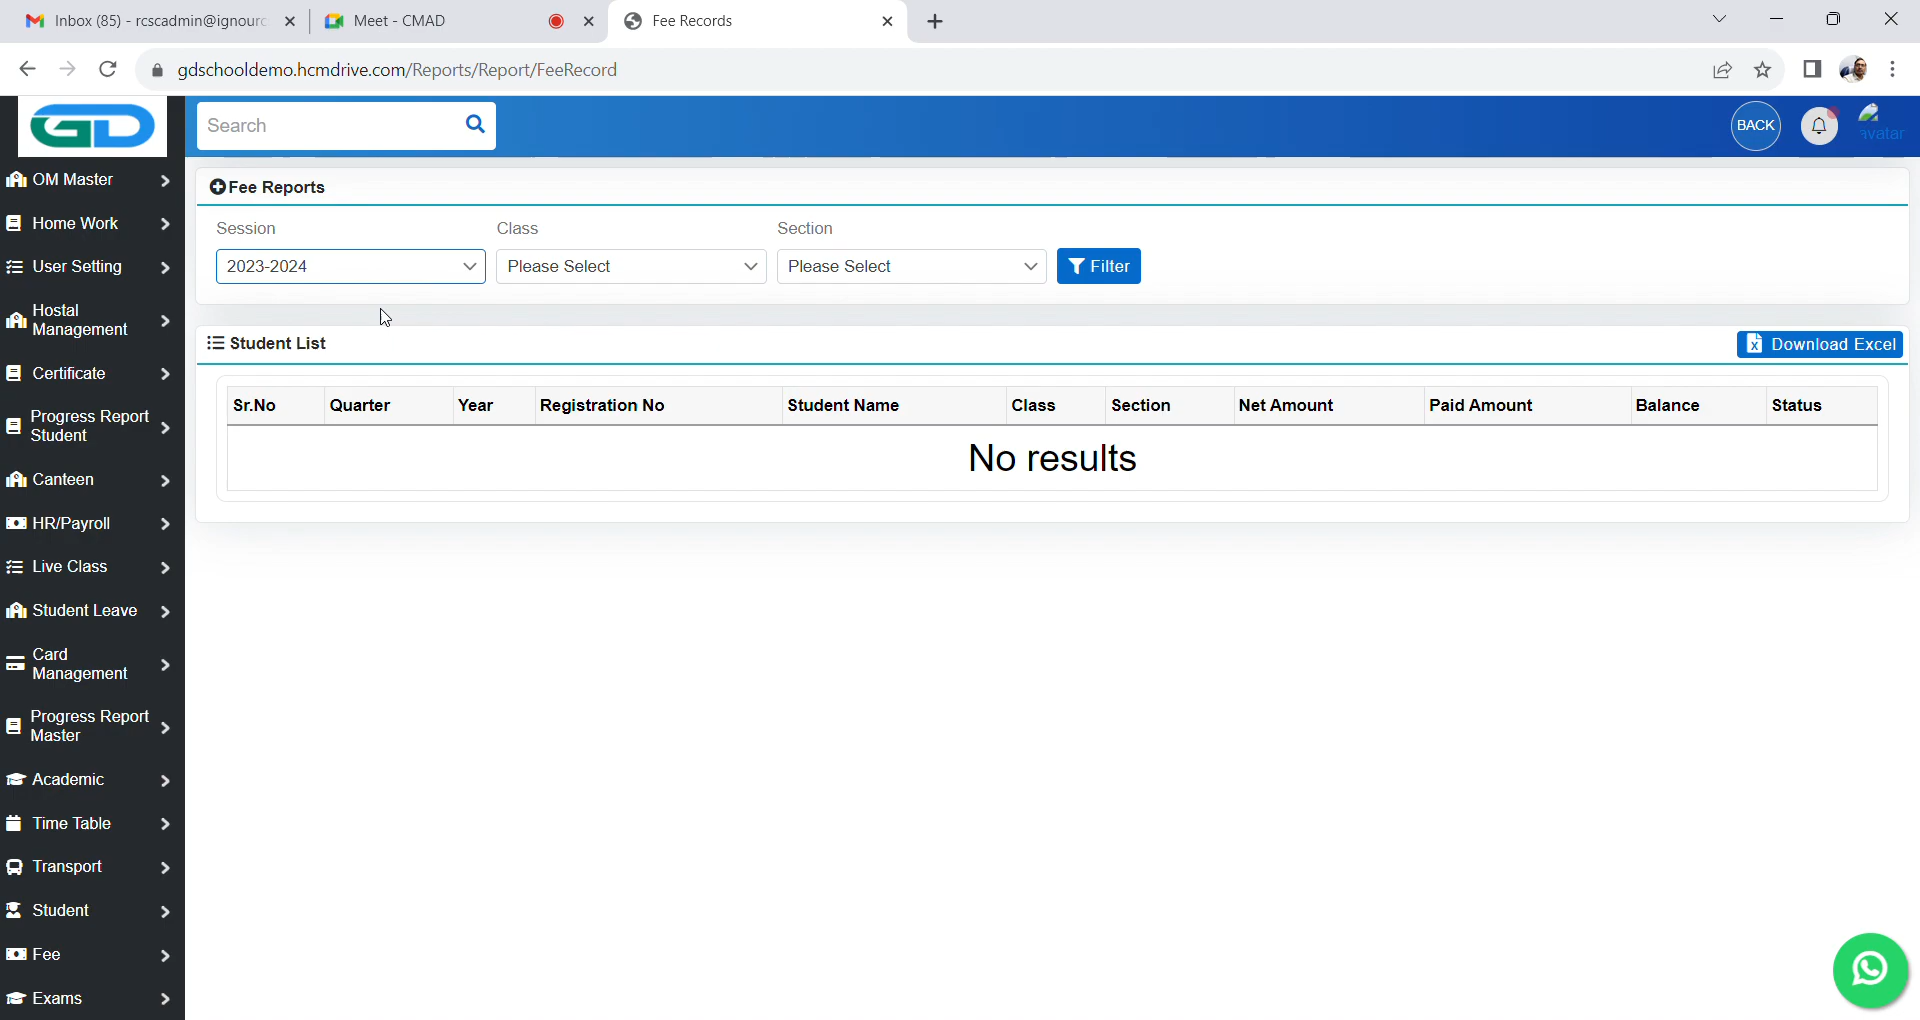 Inbox (85) - rcscadmin@ignourc
Meet - CMAD
Fee Records
gdschooldemo.hcmdrive.com/Reports/Report/FeeRecord
GD
Search
BACK
avatar
OM Master
Home Work
User Setting
Hostal
Management
Certificate
Progress Report
Student
Canteen
HR/Payroll
Live Class
Student Leave
Card
Management
Progress Report
Master
Academic
Time Table
Transport
Student
Fee
Exams
Fee Reports
Session Class Section
2023-2024 Please Select Please Select Filter
Student List Download Excel
Sr.No Quarter Year Registration No Student Name Class Section Net Amount Paid Amount Balance Status
No results